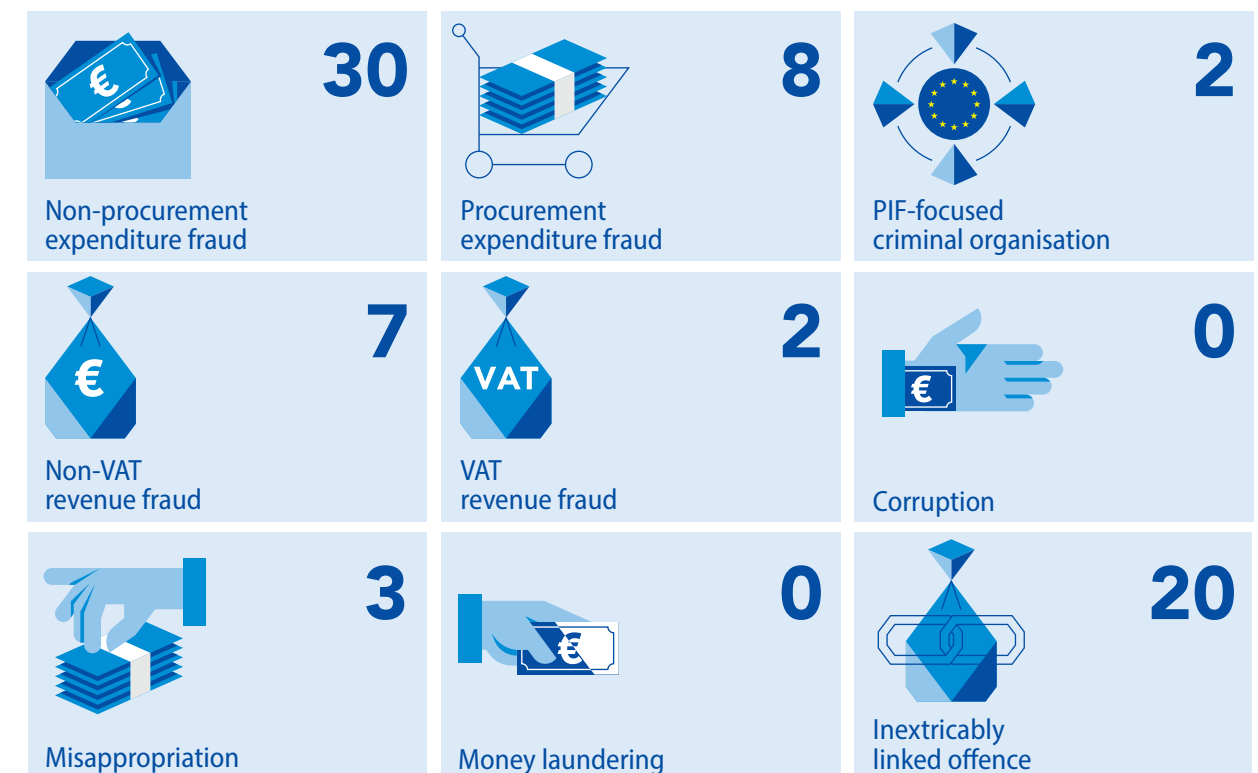 €
30
Non-procurement
expenditure fraud
8
Procurement
expenditure fraud
2
PIF-focused
criminal organisation
€
7
Non-VAT
revenue fraud
VAT
2
VAT
revenue fraud
€
0
Corruption
3
Misappropriation
€
0
Money laundering
20
Inextricably
linked offence